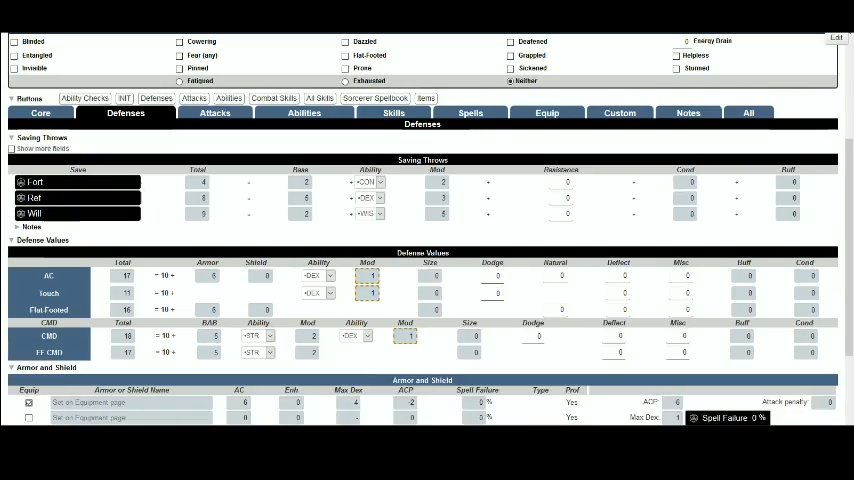 Edit
Blinded Cowering Dazzled Deafened 0 Energy Drain
Entangled Fear (any) Flat-Footed Grappled Helpless
Invisible Pinned Prone Sickened Stunned
Fatigued Exhausted Neither
Buttons Ability Checks INIT Defenses Attacks Abilities Combat Skills All Skills Sorcerer Spellbook Items
Core Defenses Attacks Abilities Skills Spells Equip Custom Notes All
Defenses
Saving Throws
Show more fields
Saving Throws
Save Total Base Ability Mod Resistance Cond Buff
Fort 4 = 2 + •CON 2 + 0 + 0 + 0
Ref 8 = 5 + •DEX 3 + 0 + 0 + 0
Will 9 = 2 + •WIS 5 + 0 + 0 + 0
Notes
Defense Values
Defense Values
Total Armor Shield Ability Mod Size Dodge Natural Deflect Misc Buff Cond
AC 17 = 10 + 6 0 •DEX 1 0 0 0 0 0 0 0
Touch 11 = 10 + •DEX 1 0 0 0 0 0 0
Flat-Footed 16 = 10 + 6 0 0 0 0 0 0 0
CMD Total BAB Ability Mod Ability Mod Size Dodge Deflect Misc Buff Cond
CMD 18 = 10 + 5 •STR 2 •DEX 1 0 0 0 0 0 0
FF CMD 17 = 10 + 5 •STR 2 0 0 0 0 0
Armor and Shield
Armor and Shield
Equip Armor or Shield Name AC Enh Max Dex ACP Spell Failure Type Prof
Set on Equipment page 6 0 4 -2 0 % Yes ACP: -6 Attack penalty: 0
Set on Equipment page 0 0 - 0 0 % Yes Max Dex: 1 Spell Failure 0 %